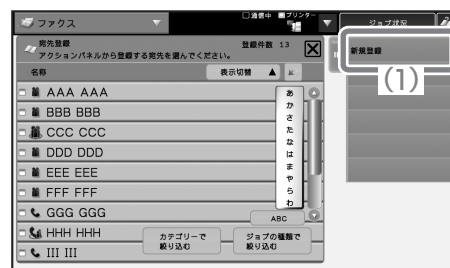 ファクス
通信中 プリンター
ジョブ状況
宛先登録
登録件数 13
アクションパネルから登録する宛先を選んでください。
新規登録
(1)
名称
表示切替 ▲
AAA AAA
BBB BBB
CCC CCC
DDD DDD
EEE EEE
FFF FFF
GGG GGG
HHH HHH
III III
あ
か
さ
た
な
は
ま
や
ら
わ
ABC
カテゴリーで
絞り込む
ジョブの種類で
絞り込む